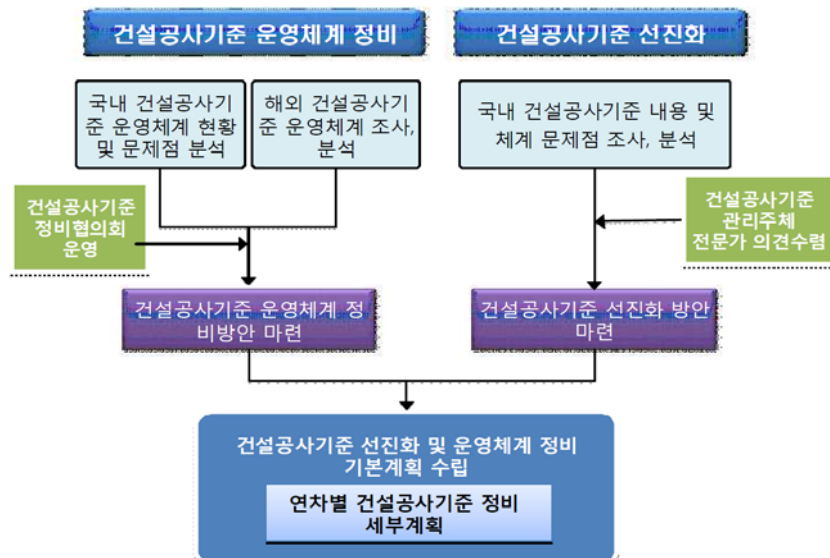 건설공사기준 운영체계 정비
건설공사기준 선진화
국내 건설공사기
준 운영체계 현황
및 문제점 분석
해외 건설공사기
준 운영체계 조사,
분석
국내 건설공사기준 내용 및
체계 문제점 조사, 분석
건설공사기준
정비협의회
운영
건설공사기준
관리주체
전문가 의견수렴
건설공사기준 운영체계 정
비방안 마련
건설공사기준 선진화 방안
마련
건설공사기준 선진화 및 운영체계 정비
기본계획 수립
연차별 건설공사기준 정비
세부계획